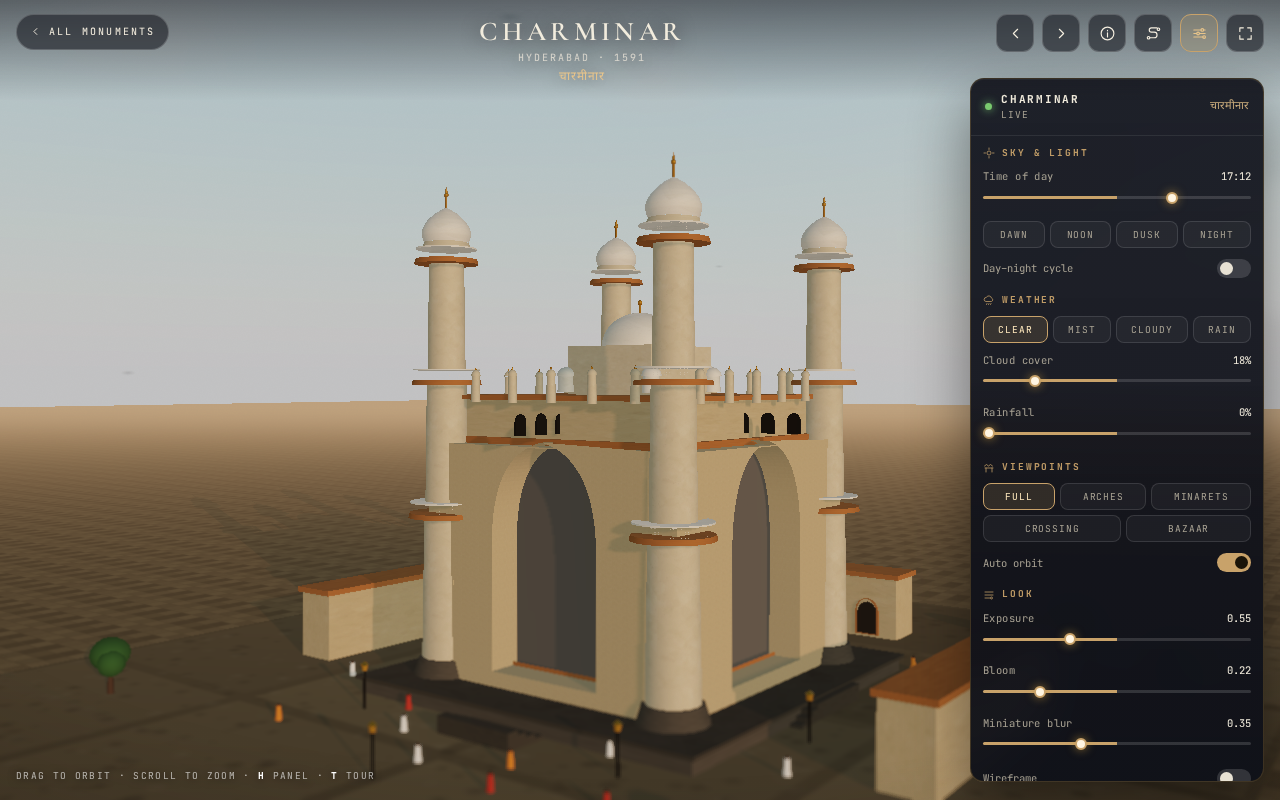 ALL MONUMENTS
CHARMINAR
HYDERABAD · 1591
चारमीनार
CHARMINAR
LIVE
चारमीनार
SKY & LIGHT
Time of day 17:12
DAWN NOON DUSK NIGHT
Day-night cycle
WEATHER
CLEAR MIST CLOUDY RAIN
Cloud cover 18%
Rainfall 0%
VIEWPOINTS
FULL ARCHES MINARETS
CROSSING BAZAAR
Auto orbit
LOOK
Exposure 0.55
Bloom 0.22
Miniature blur 0.35
Wireframe
DRAG TO ORBIT · SCROLL TO ZOOM · H PANEL · T TOUR